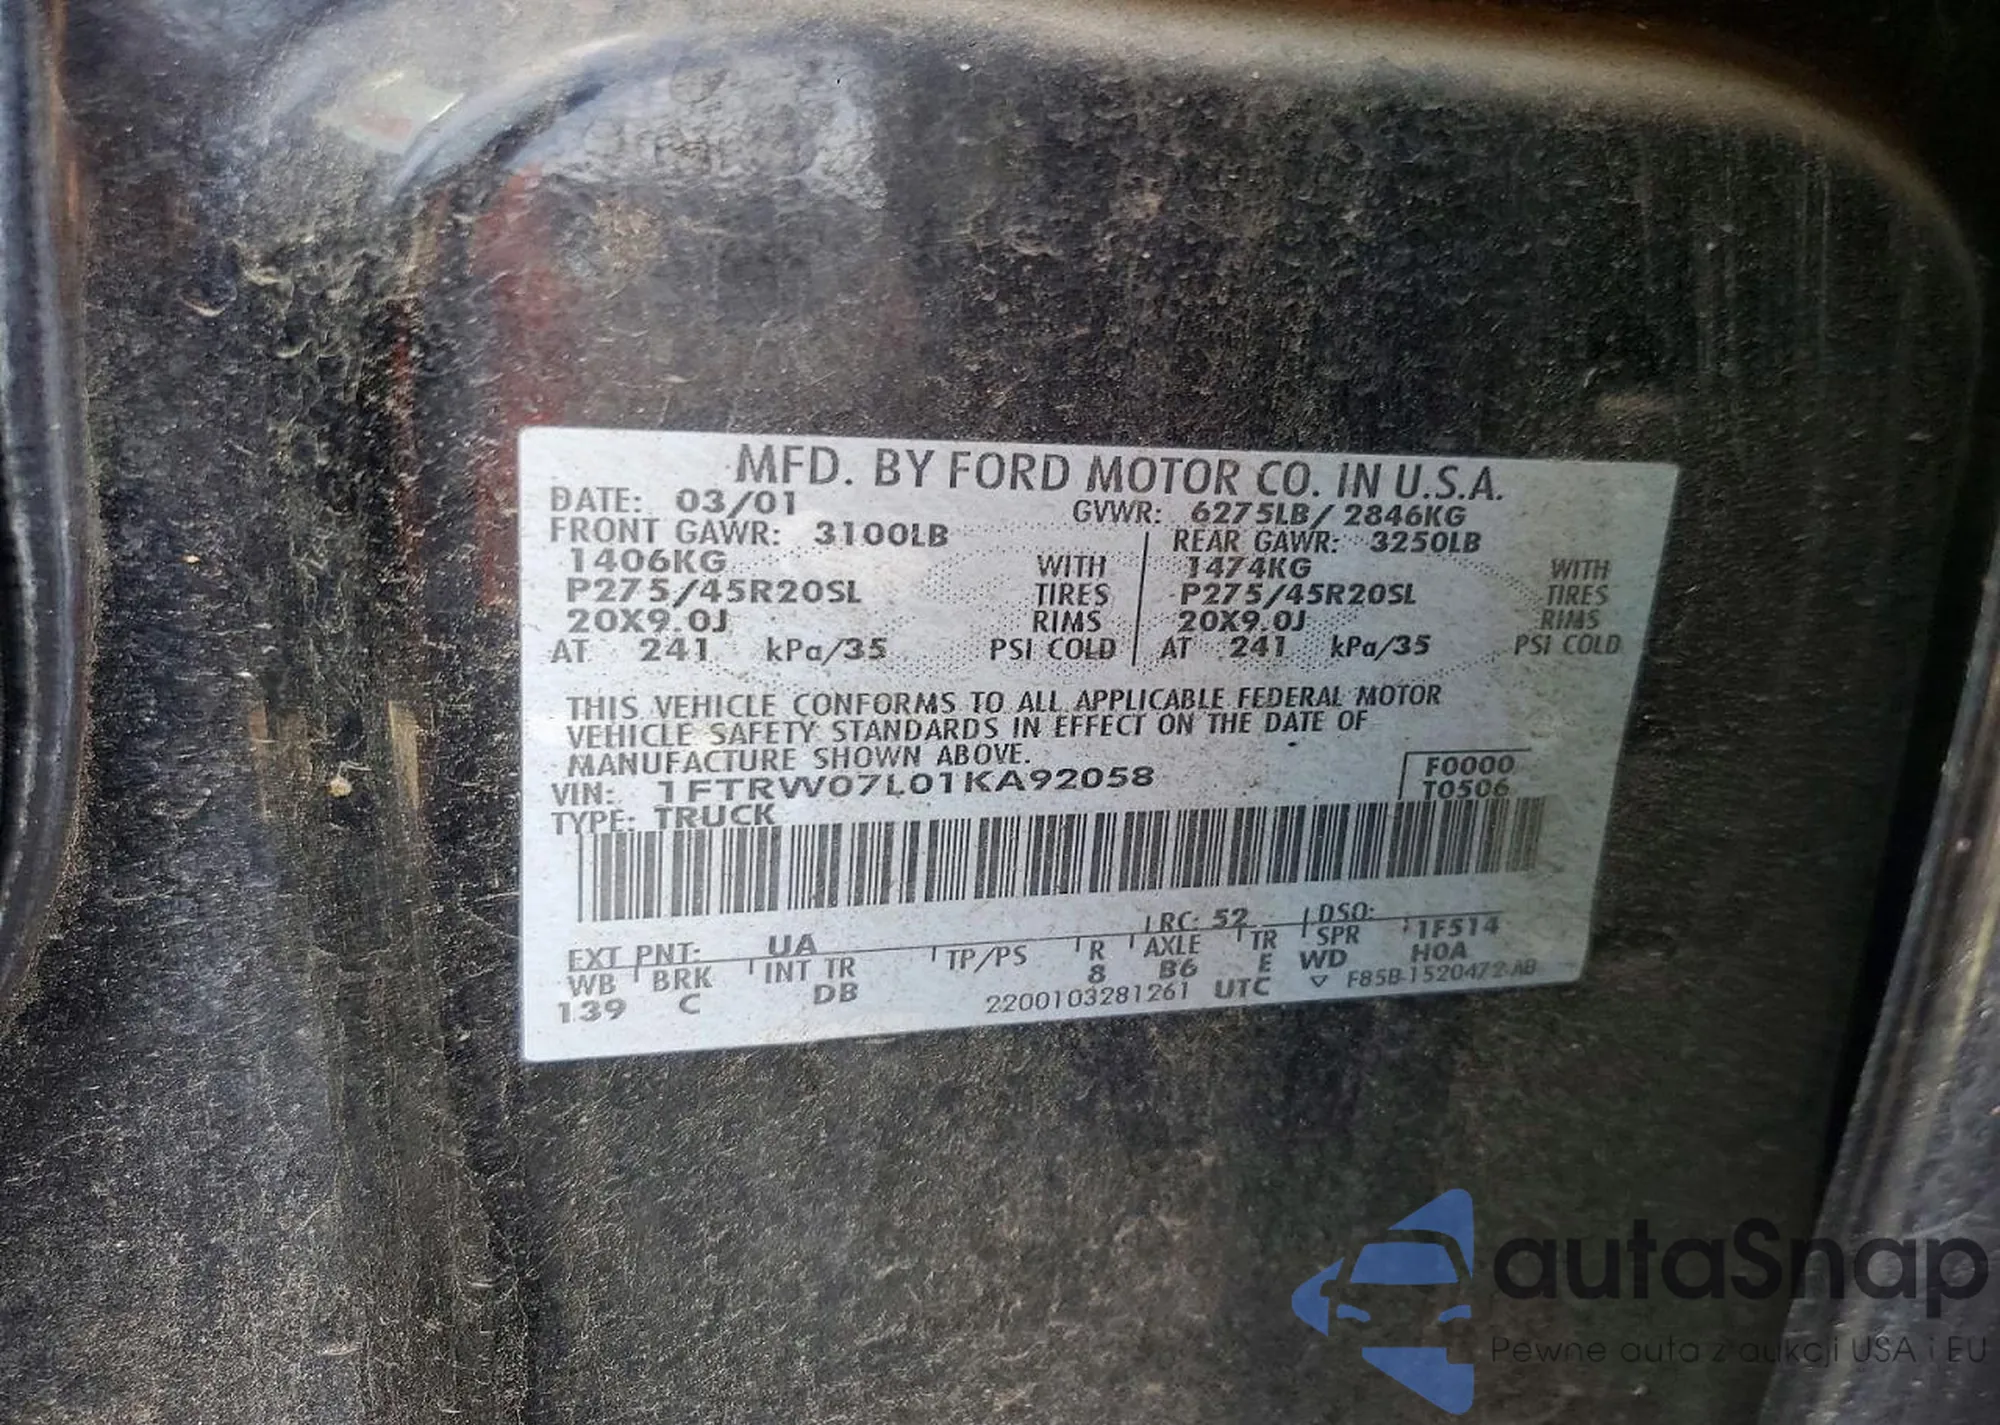 MFD. BY FORD MOTOR CO. IN U.S.A.
DATE: 03/01 GVWR: 6275LB/ 2846KG
FRONT GAWR: 3100LB REAR GAWR: 3250LB
1406KG WITH 1474KG WITH
P275/45R20SL TIRES P275/45R20SL TIRES
20X9.0J RIMS 20X9.0J RIMS
AT 241 kPa/35 PSI COLD AT 241 kPa/35 PSI COLD
THIS VEHICLE CONFORMS TO ALL APPLICABLE FEDERAL MOTOR
VEHICLE SAFETY STANDARDS IN EFFECT ON THE DATE OF
MANUFACTURE SHOWN ABOVE.
VIN: 1FTRW07L01KA92058 F0000
TYPE: TRUCK T0506
EXT PNT: UA RC: 52 DSO:
WB BRK INT TR TP/PS R AXLE TR SPR 1F514
139 C DB 8 B6 E WD H0A
2200103281261 UTC ▽ F85B-1520472-AB
autaSnap
Pewne auta z aukcji USA i EU